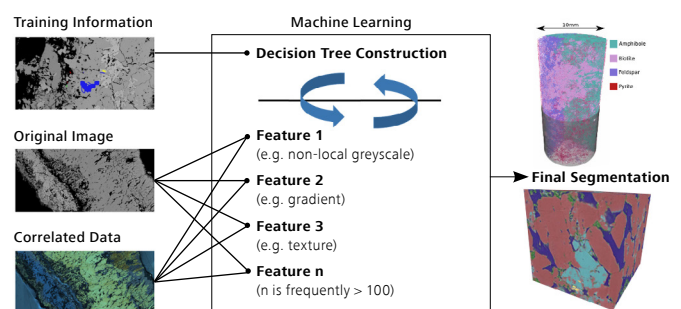 Training Information
Machine Learning
Decision Tree Construction
Original Image
Feature 1
(e.g. non-local greyscale)
Feature 2
(e.g. gradient)
Correlated Data
Feature 3
(e.g. texture)
Feature n
(n is frequently > 100)
Amphibole
Biotite
Feldspar
Pyrite
Final Segmentation